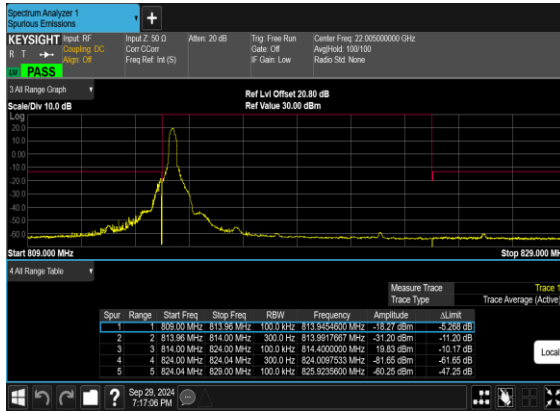 Spectrum Analyzer 1
Spurious Emissions
KEYSIGHT Input: RF Input Z: 50 Ω Atten: 20 dB Trig: Free Run Center Freq: 22.005000000 GHz
R T Coupling: DC Corr CCorr Gate: Off Avg|Hold: 100/100
Align: Off Freq Ref: Int (S) IF Gain: Low Radio Std: None
PASS
3 All Range Graph
Ref Lvl Offset 20.80 dB
Scale/Div 10.0 dB Ref Value 30.00 dBm
Log
20.0
10.0
0.00
-10.0
-20.0
-30.0
-40.0
-50.0
-60.0
Start 809.000 MHz Stop 829.000 MH
4 All Range Table
Measure Trace Trace 1
Trace Type Trace Average (Active)
Spur Range Start Freq Stop Freq RBW Frequency Amplitude ΔLimit
1 1 809.00 MHz 813.96 MHz 100.0 kHz 813.9454600 MHz -18.27 dBm -5.268 dB
2 2 813.96 MHz 814.00 MHz 300.0 Hz 813.9917667 MHz -31.20 dBm -11.20 dB
3 3 814.00 MHz 824.00 MHz 100.0 kHz 814.4000000 MHz 19.83 dBm -10.17 dB
4 4 824.00 MHz 824.04 MHz 300.0 Hz 824.0097533 MHz -81.65 dBm -61.65 dB
5 5 824.04 MHz 829.00 MHz 100.0 kHz 825.9235600 MHz -60.25 dBm -47.25 dB
Local
? Sep 29, 2024
7:17:06 PM